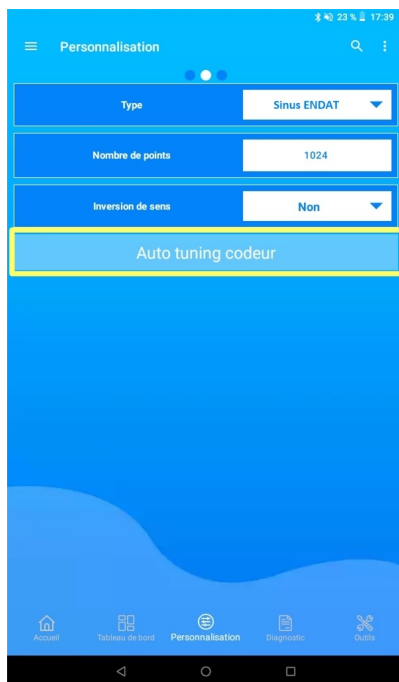 23 % 17:39
Personnalisation
Type Sinus ENDAT
Nombre de points 1024
Inversion de sens Non
Auto tuning codeur
Accueil Tableau de bord Personnalisation Diagnostic Outils